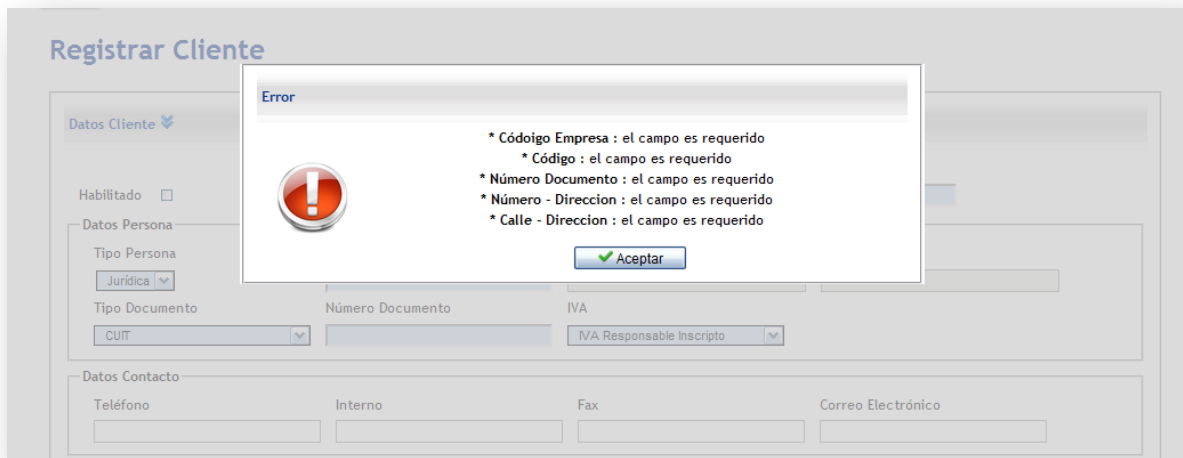 Registrar Cliente
Error
Datos Cliente
* Códoigo Empresa : el campo es requerido
* Código : el campo es requerido
* Número Documento : el campo es requerido
* Número - Direccion : el campo es requerido
* Calle - Direccion : el campo es requerido
Aceptar
Habilitado
Datos Persona
Tipo Persona
Jurídica
Tipo Documento Número Documento IVA
CUIT IVA Responsable Inscripto
Datos Contacto
Teléfono Interno Fax Correo Electrónico